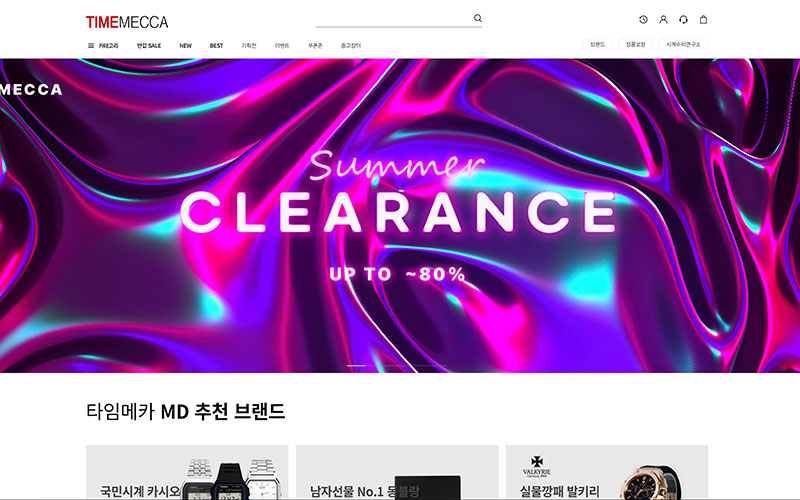 TIMEMECCA
카테고리 반값 SALE NEW BEST 기획전 이벤트 쿠폰존 중고장터
브랜드 정품보장 시계수리연구소
MECCA
Summer
CLEARANCE
UP TO ~80%
타임메카 MD 추천 브랜드
국민시계 카시오
남자선물 No.1 몽블랑
VALKYRIE
실물깡패 발키리